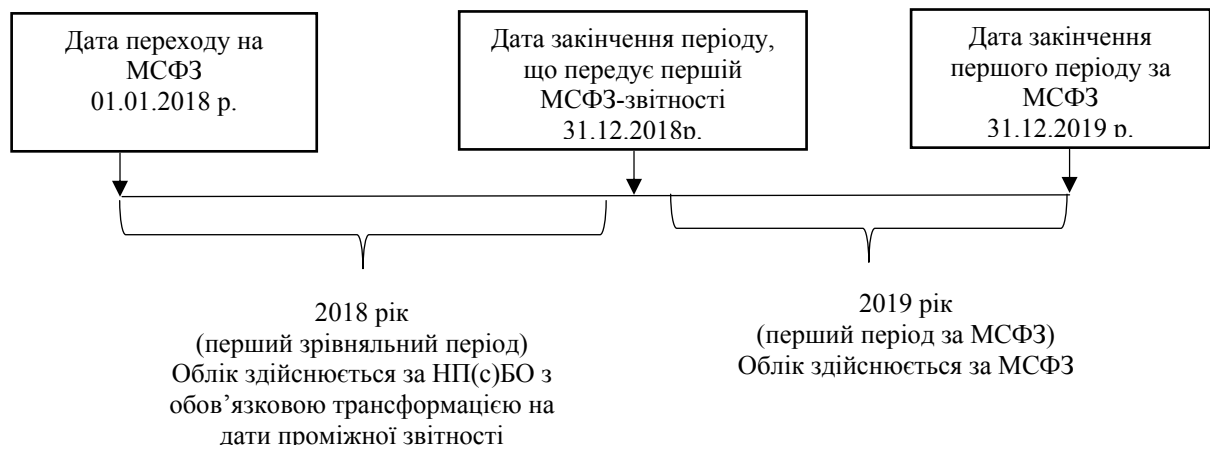 Дата переходу на
МСФЗ
01.01.2018 р.
Дата закінчення періоду,
що передує першій
МСФЗ-звітності
31.12.2018р.
Дата закінчення
першого періоду за
МСФЗ
31.12.2019 р.
2018 рік
(перший зрівняльний період)
Облік здійснюється за НП(с)БО з
обов’язковою трансформацією на
дати проміжної звітності
2019 рік
(перший період за МСФЗ)
Облік здійснюється за МСФЗ